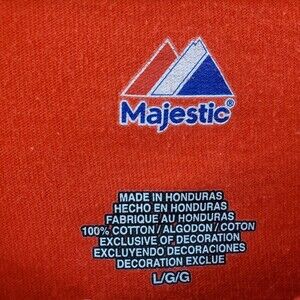 Majestic®
MADE IN HONDURAS
HECHO EN HONDURAS
FABRIQUE AU HONDURAS
100% COTTON / ALGODON / COTON
EXCLUSIVE OF DECORATION
EXCLUYENDO DECORACIONES
DECORATION EXCLUE
L/G/G